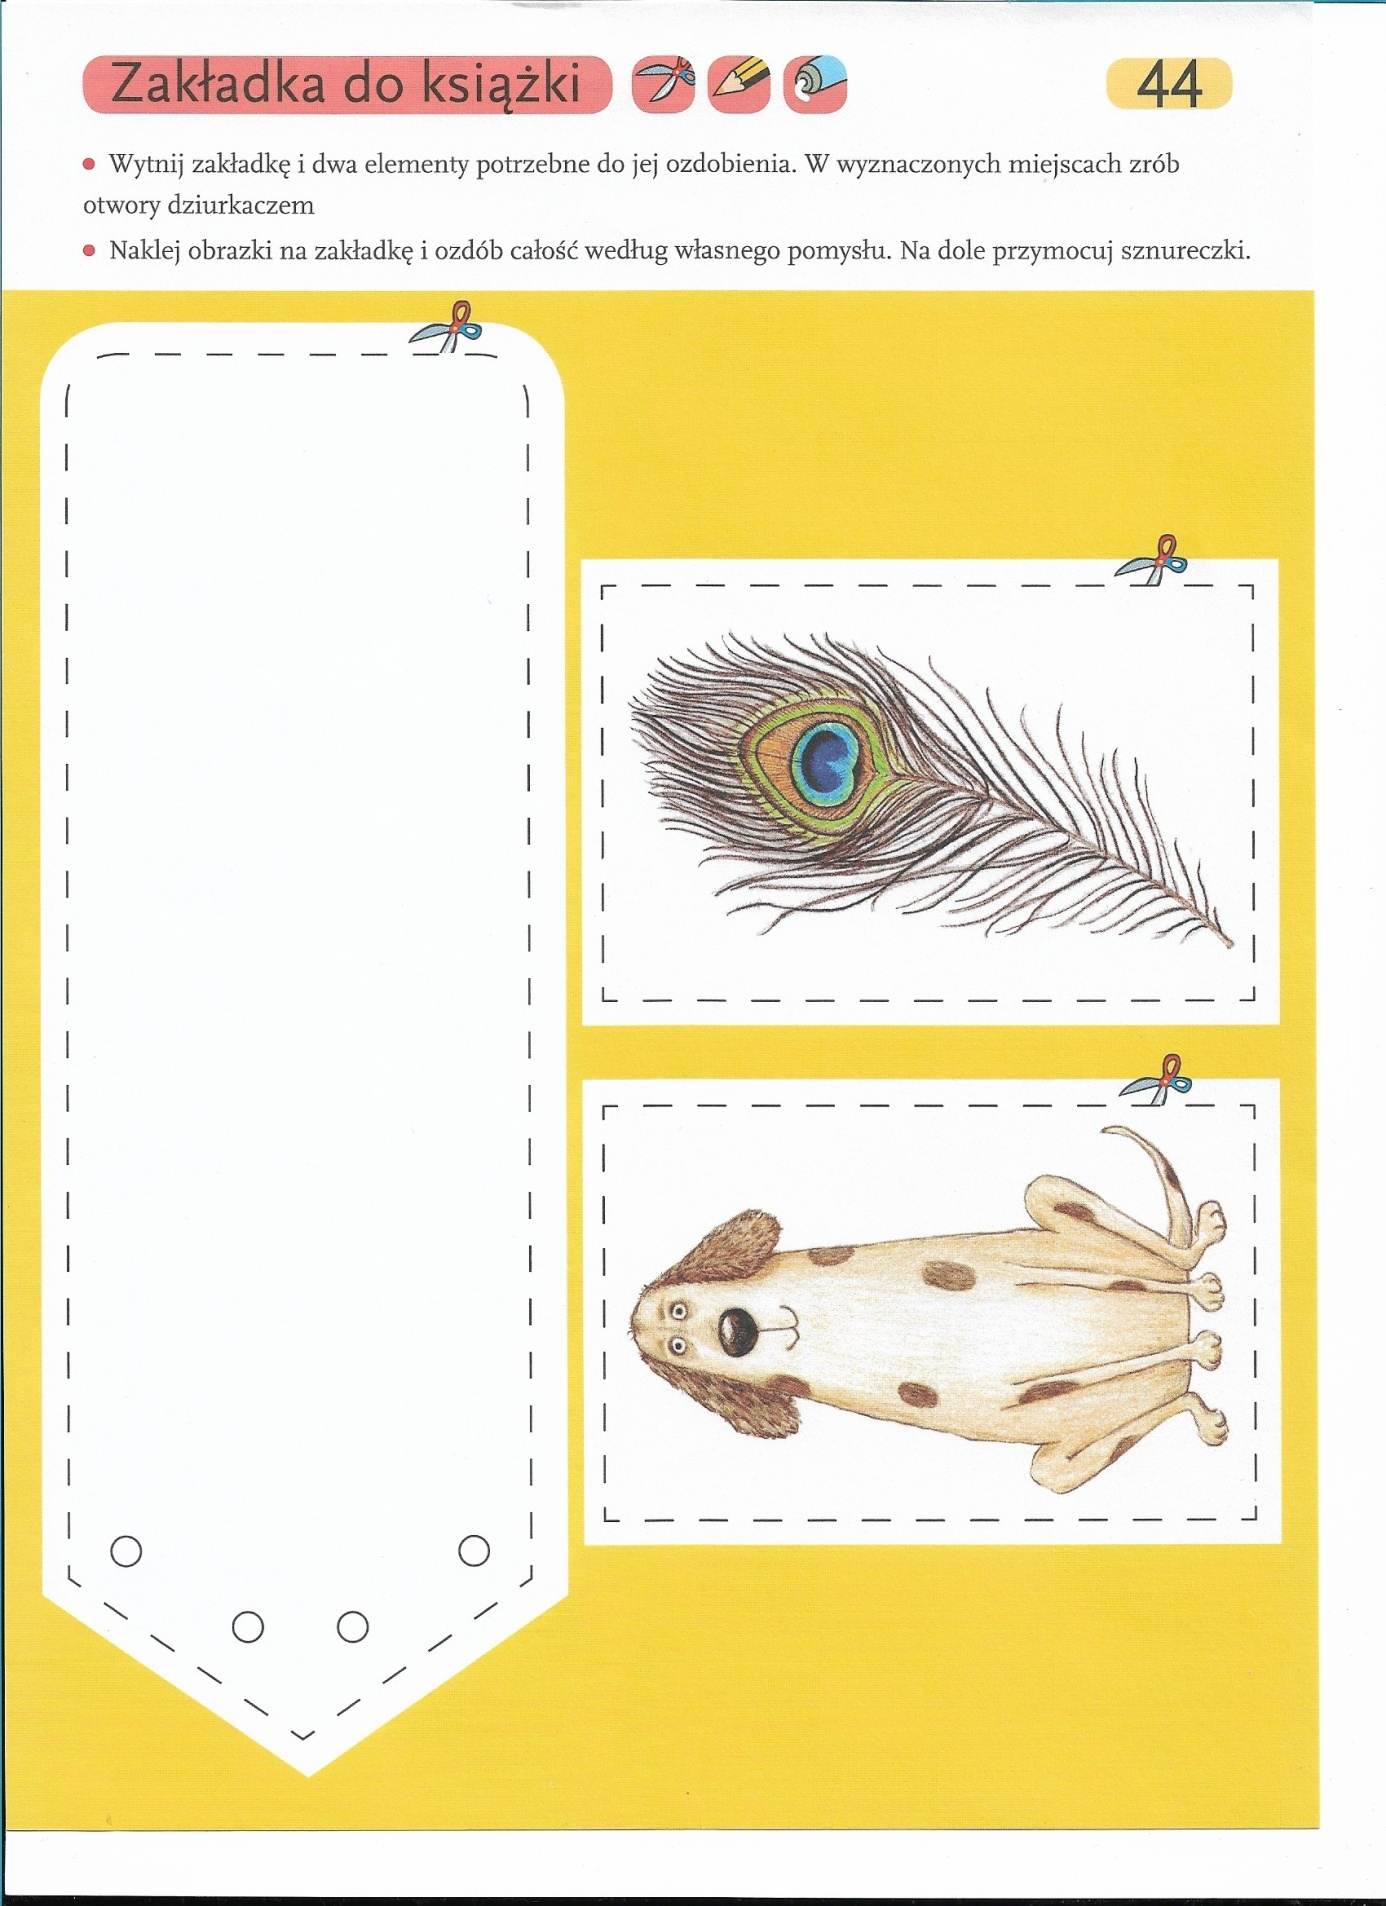 Zakładka do książki
44
• Wytnij zakładkę i dwa elementy potrzebne do jej ozdobienia. W wyznaczonych miejscach zrób
otwory dziurkaczem
• Naklej obrazki na zakładkę i ozdób całość według własnego pomysłu. Na dole przymocuj sznureczki.